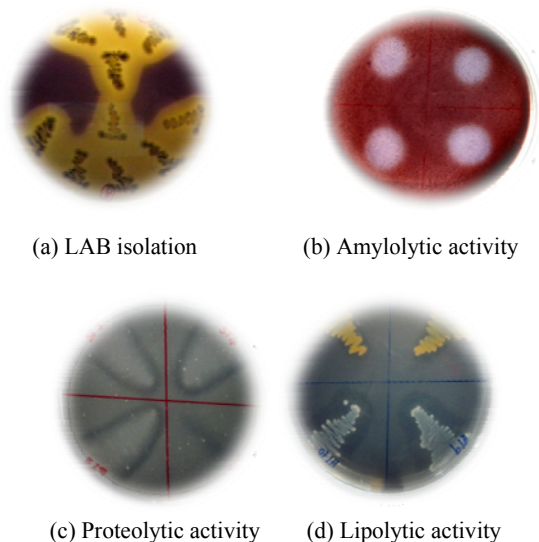 (a) LAB isolation
(b) Amylolytic activity
(c) Proteolytic activity
(d) Lipolytic activity